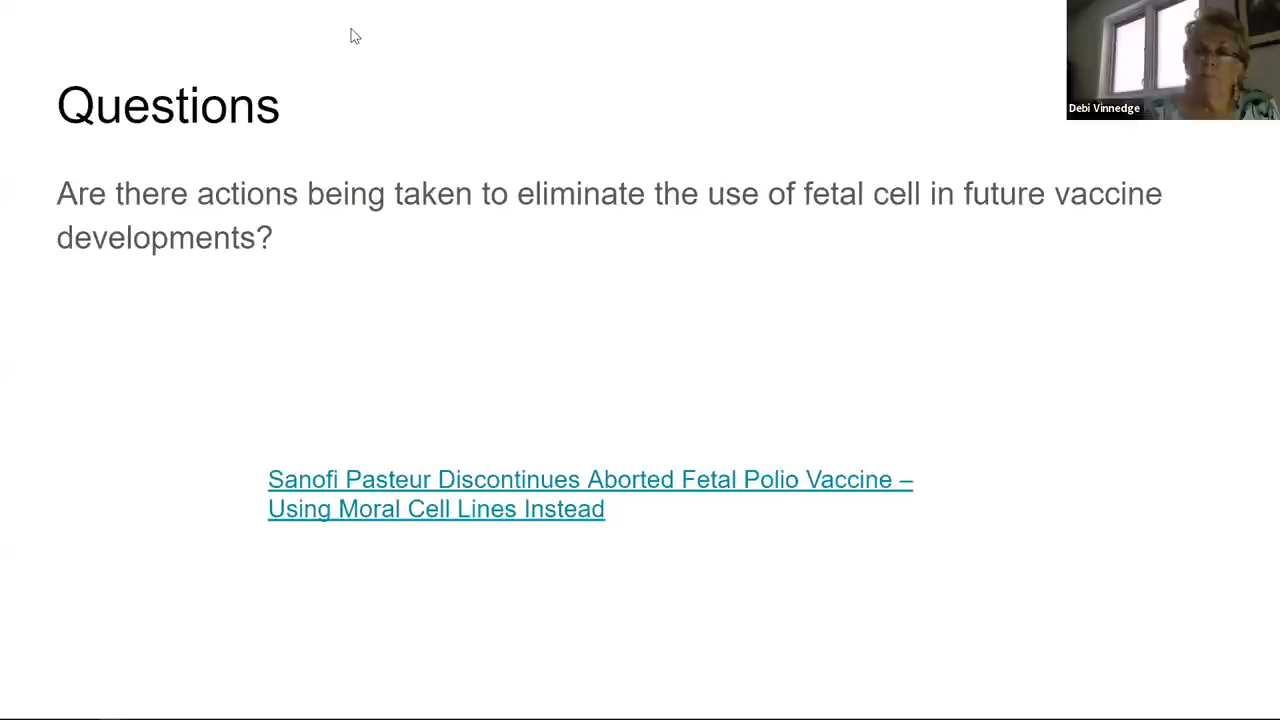 Questions
Debi Vinnedge
Are there actions being taken to eliminate the use of fetal cell in future vaccine
developments?
Sanofi Pasteur Discontinues Aborted Fetal Polio Vaccine –
Using Moral Cell Lines Instead